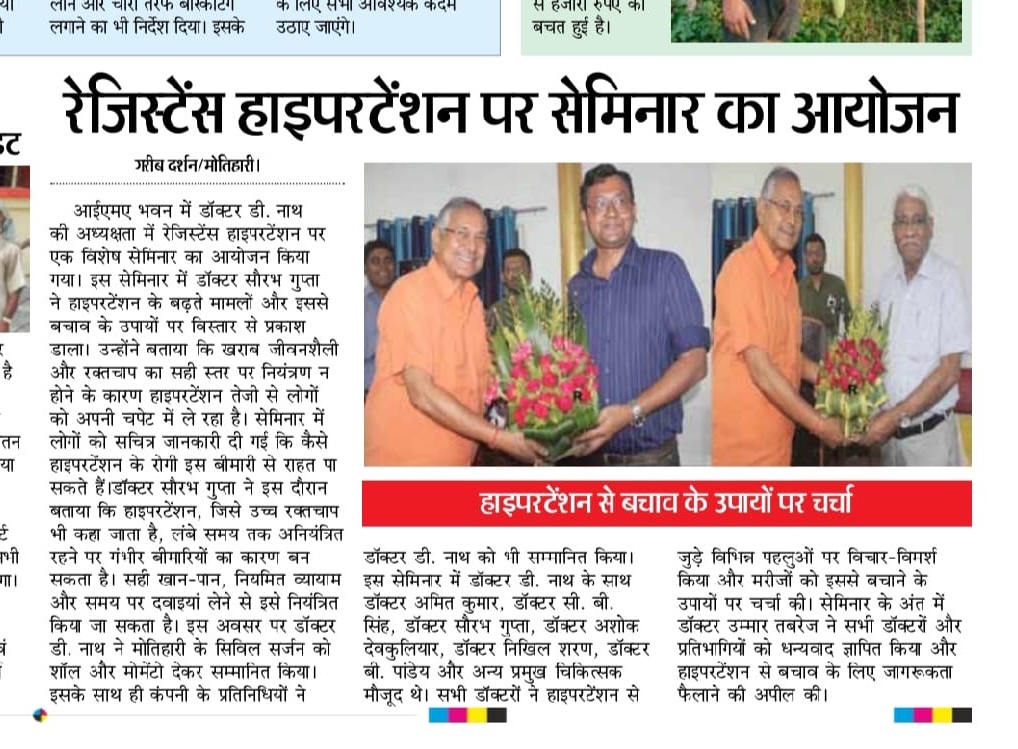 लगाने का भी निर्देश दिया। इसके
के लिए सभी आवश्यक कदम
उठाए जाएंगे।
से हजारों रुपए की
बचत हुई है।
रेजिस्टेंस हाइपरटेंशन पर सेमिनार का आयोजन
गरीब दर्शन/मोतिहारी।
आईएमए भवन में डॉक्टर डी. नाथ
की अध्यक्षता में रेजिस्टेंस हाइपरटेंशन पर
एक विशेष सेमिनार का आयोजन किया
गया। इस सेमिनार में डॉक्टर सौरभ गुप्ता
ने हाइपरटेंशन के बढ़ते मामलों और इससे
बचाव के उपायों पर विस्तार से प्रकाश
डाला। उन्होंने बताया कि खराब जीवनशैली
और रक्तचाप का सही स्तर पर नियंत्रण न
होने के कारण हाइपरटेंशन तेजी से लोगों
को अपनी चपेट में ले रहा है। सेमिनार में
लोगों को सचित्र जानकारी दी गई कि कैसे
हाइपरटेंशन के रोगी इस बीमारी से राहत पा
सकते हैं।डॉक्टर सौरभ गुप्ता ने इस दौरान
बताया कि हाइपरटेंशन, जिसे उच्च रक्तचाप
भी कहा जाता है, लंबे समय तक अनियंत्रित
रहने पर गंभीर बीमारियों का कारण बन
सकता है। सही खान-पान, नियमित व्यायाम
और समय पर दवाइयां लेने से इसे नियंत्रित
किया जा सकता है। इस अवसर पर डॉक्टर
डी. नाथ ने मोतिहारी के सिविल सर्जन को
शॉल और मोमेंटो देकर सम्मानित किया।
इसके साथ ही कंपनी के प्रतिनिधियों ने
हाइपरटेंशन से बचाव के उपायों पर चर्चा
डॉक्टर डी. नाथ को भी सम्मानित किया।
इस सेमिनार में डॉक्टर डी. नाथ के साथ
डॉक्टर अमित कुमार, डॉक्टर सी. बी.
सिंह, डॉक्टर सौरभ गुप्ता, डॉक्टर अशोक
देवकुलियार, डॉक्टर निखिल शरण, डॉक्टर
बी. पांडेय और अन्य प्रमुख चिकित्सक
मौजूद थे। सभी डॉक्टरों ने हाइपरटेंशन से
जुड़े विभिन्न पहलुओं पर विचार-विमर्श
किया और मरीजों को इससे बचाने के
उपायों पर चर्चा की। सेमिनार के अंत में
डॉक्टर उम्मार तबरेज ने सभी डॉक्टरों और
प्रतिभागियों को धन्यवाद ज्ञापित किया और
हाइपरटेंशन से बचाव के लिए जागरूकता
फैलाने की अपील की।